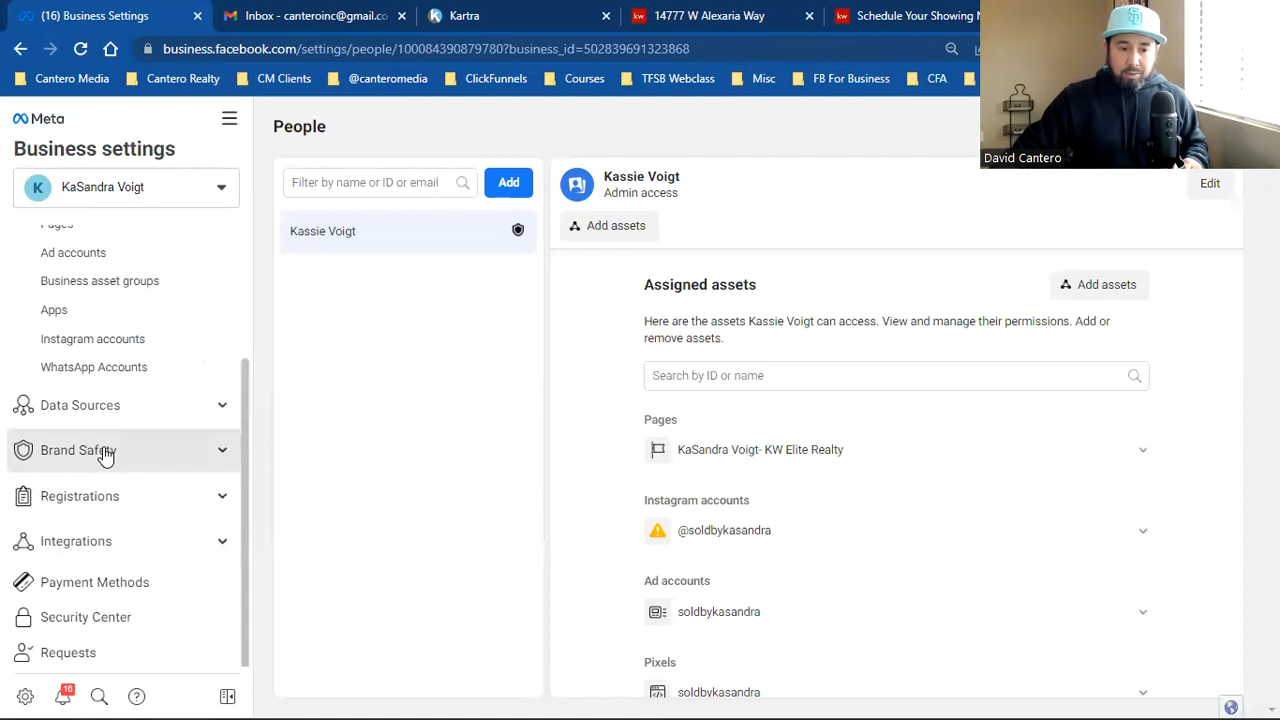 (16) Business Settings
Inbox - canteroinc@gmail.co
Kartra
14777 W Alexaria Way
Schedule Your Showing
business.facebook.com/settings/people/100084390879780?business_id=502839691323868
Cantero Media
Cantero Realty
CM Clients
@canteromedia
ClickFunnels
Courses
TFSB Webclass
Misc
FB For Business
CFA
David Cantero
Meta
Business settings
K
KaSandra Voigt
Pages
Ad accounts
Business asset groups
Apps
Instagram accounts
WhatsApp Accounts
Data Sources
Brand Safety
Registrations
Integrations
Payment Methods
Security Center
Requests
16
People
Filter by name or ID or email
Add
Kassie Voigt
Kassie Voigt
Admin access
Edit
Add assets
Assigned assets
Add assets
Here are the assets Kassie Voigt can access. View and manage their permissions. Add or
remove assets.
Search by ID or name
Pages
KaSandra Voigt- KW Elite Realty
Instagram accounts
@soldbykasandra
Ad accounts
soldbykasandra
Pixels
soldbykasandra